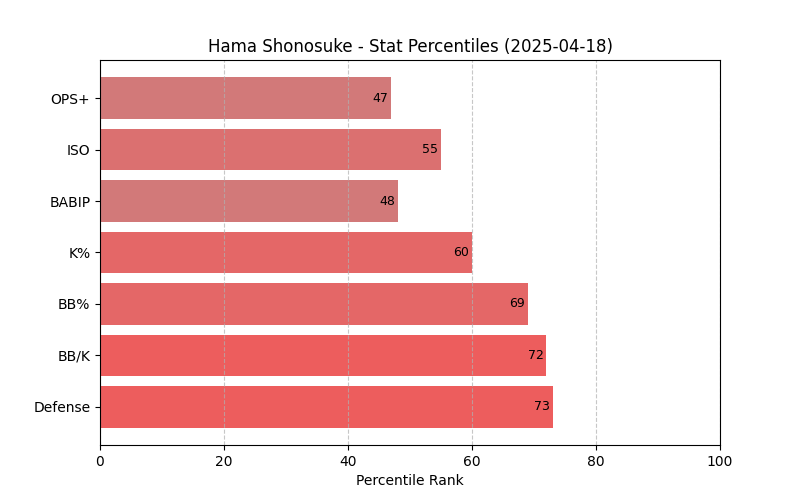 Hama Shonosuke - Stat Percentiles (2025-04-18)
OPS+ 47
ISO 55
BABIP 48
K% 60
BB% 69
BB/K 72
Defense 73
0 20 40 60 80 100
Percentile Rank